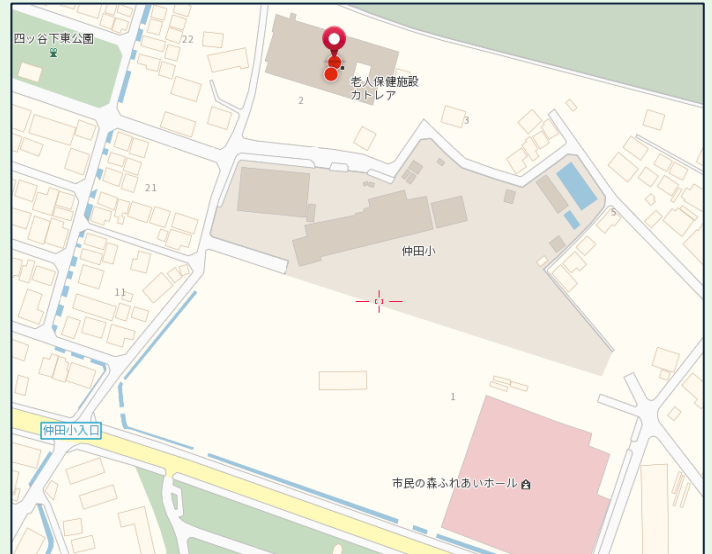 四ッ谷下東公園
22
老人保健施設
カトレア
2
3
21
5
仲田小
11
1
仲田小入口
市民の森ふれあいホール